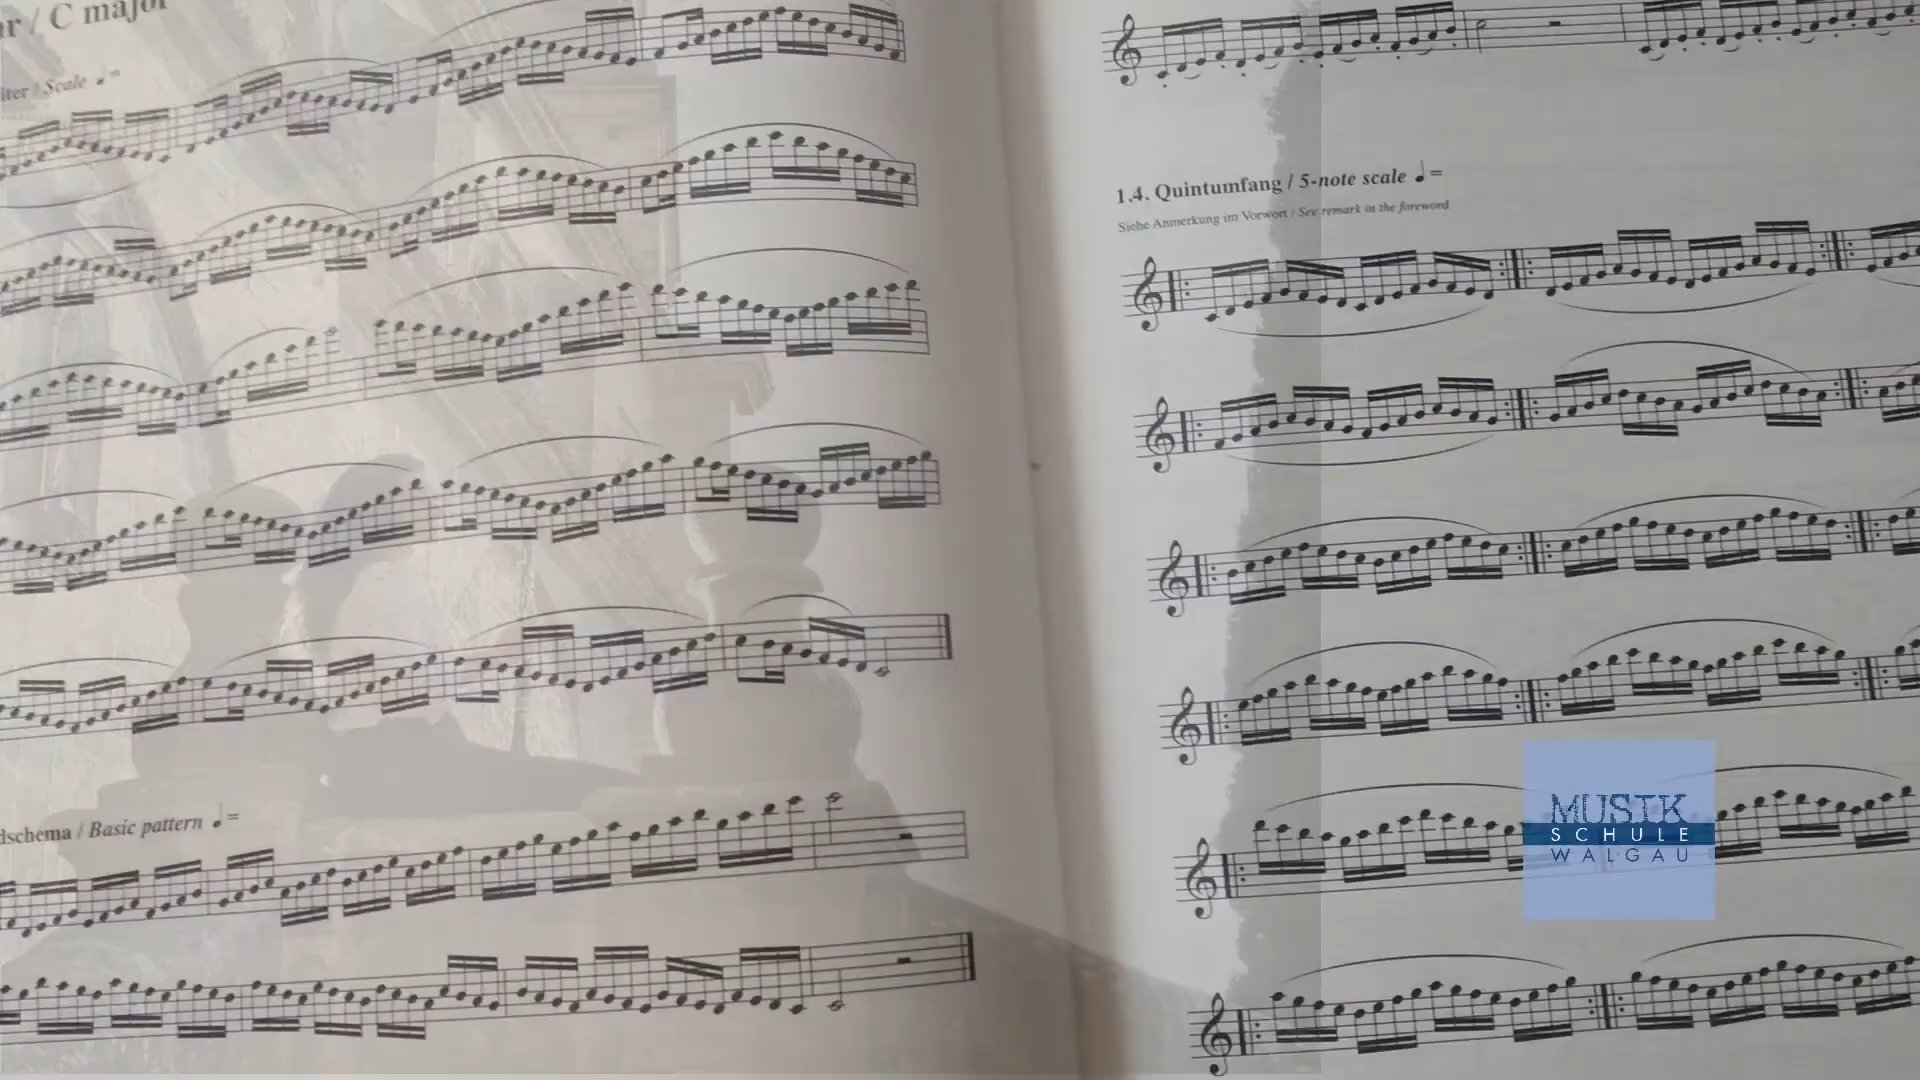 / C major
/ Scale ♩ =
/ Basic pattern ♩ =
1.4. Quintumfang / 5-note scale ♩ =
Siehe Anmerkung im Vorwort / See remark in the foreword
MUSIK
SCHULE
WALGAU